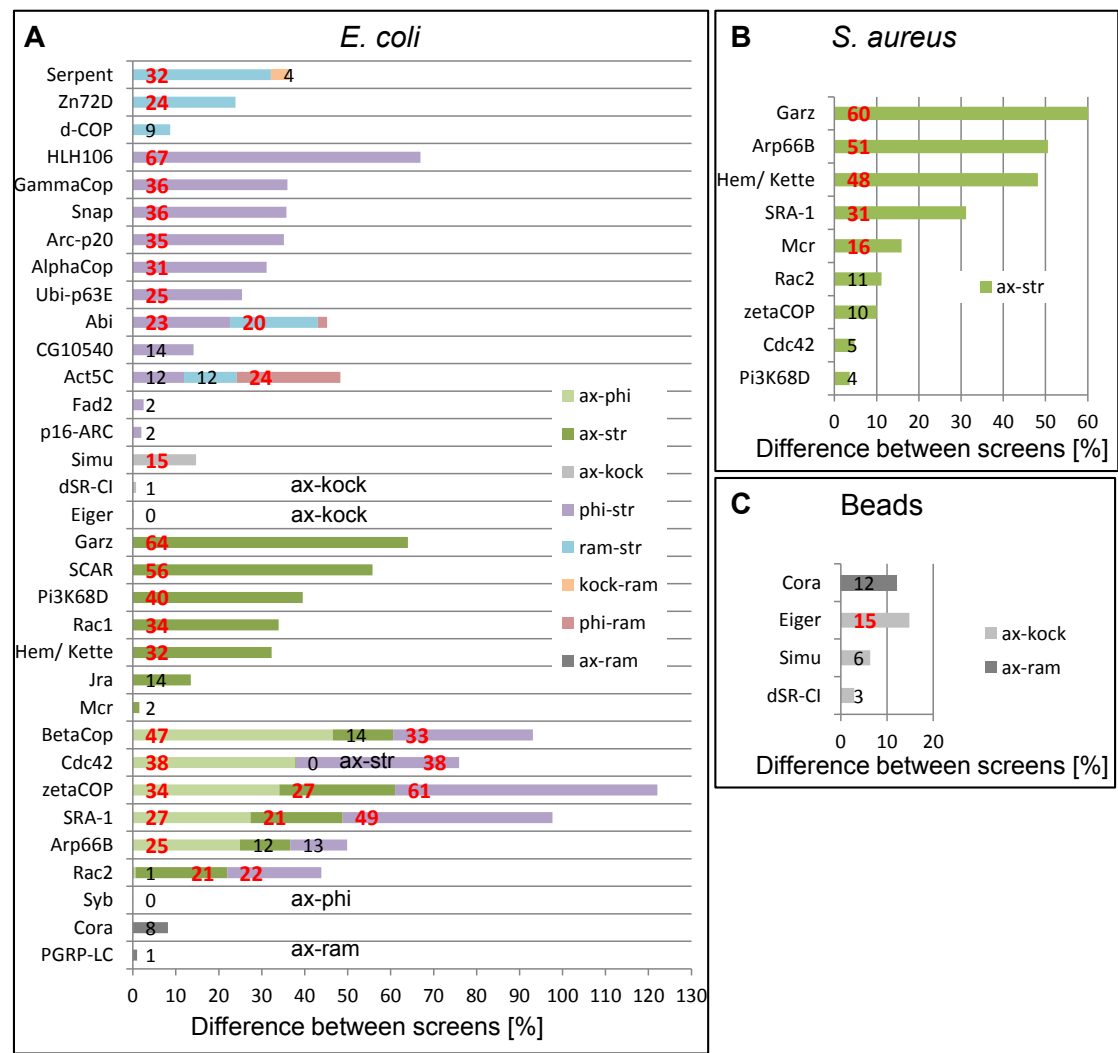 A E. coli
Serpent 32 4
Zn72D 24
d-COP 9
HLH106 67
GammaCop 36
Snap 36
Arc-p20 35
AlphaCop 31
Ubi-p63E 25
Abi 23 20
CG10540 14
Act5C 12 12 24
Fad2 2
p16-ARC 2
Simu 15
dSR-CI 1 ax-kock
Eiger 0 ax-kock
Garz 64
SCAR 56
Pi3K68D 40
Rac1 34
Hem/ Kette 32
Jra 14
Mcr 2
BetaCop 47 14 33
Cdc42 38 0 ax-str 38
zetaCOP 34 27 61
SRA-1 27 21 49
Arp66B 25 12 13
Rac2 1 21 22
Syb 0 ax-phi
Cora 8
PGRP-LC 1 ax-ram
0 10 20 30 40 50 60 70 80 90 100 110 120 130
Difference between screens [%]
ax-phi
ax-str
ax-kock
phi-str
ram-str
kock-ram
phi-ram
ax-ram
B S. aureus
Garz 60
Arp66B 51
Hem/ Kette 48
SRA-1 31
Mcr 16
Rac2 11
zetaCOP 10
Cdc42 5
Pi3K68D 4
ax-str
0 10 20 30 40 50 60
Difference between screens [%]
C Beads
Cora 12
Eiger 15
Simu 6
dSR-CI 3
ax-kock
ax-ram
0 10 20
Difference between screens [%]